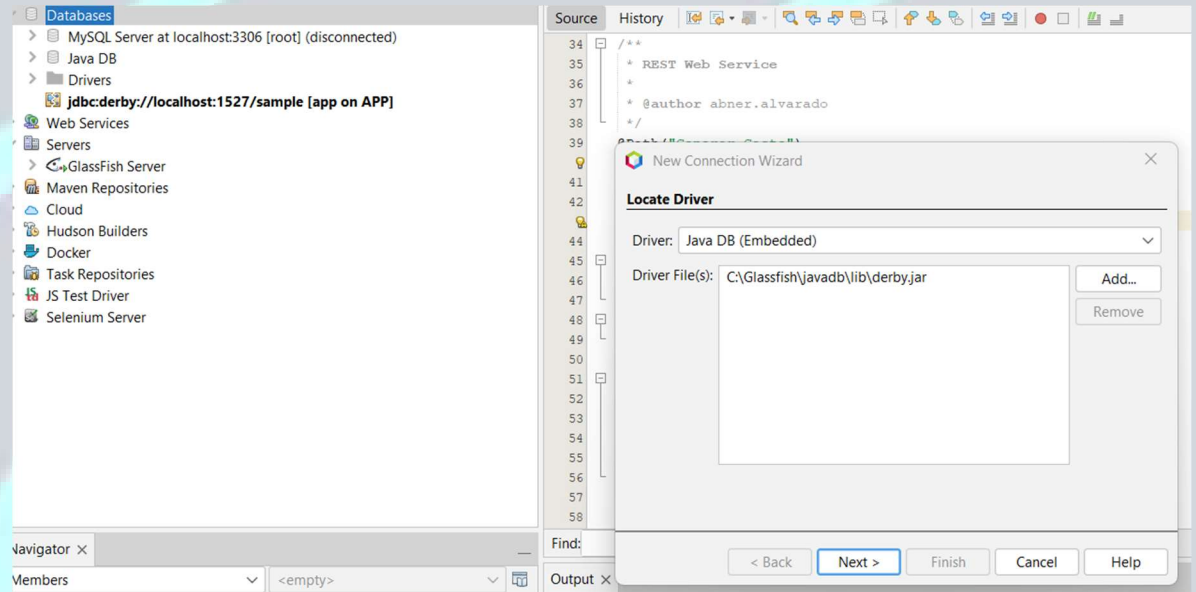 Databases
MySQL Server at localhost:3306 [root] (disconnected)
Java DB
Drivers
jdbc:derby://localhost:1527/sample [app on APP]
Web Services
Servers
GlassFish Server
Maven Repositories
Cloud
Hudson Builders
Docker
Task Repositories
JS Test Driver
Selenium Server
Navigator
Members
<empty>
Source History
34 /**
35 * REST Web Service
36 *
37 * @author abner.alvarado
38 */
39
41
42
44
45
46
47
48
49
50
51
52
53
54
55
56
57
58
Find:
Output
New Connection Wizard
Locate Driver
Driver: Java DB (Embedded)
Driver File(s): C:\Glassfish\javadb\lib\derby.jar
Add...
Remove
< Back Next > Finish Cancel Help